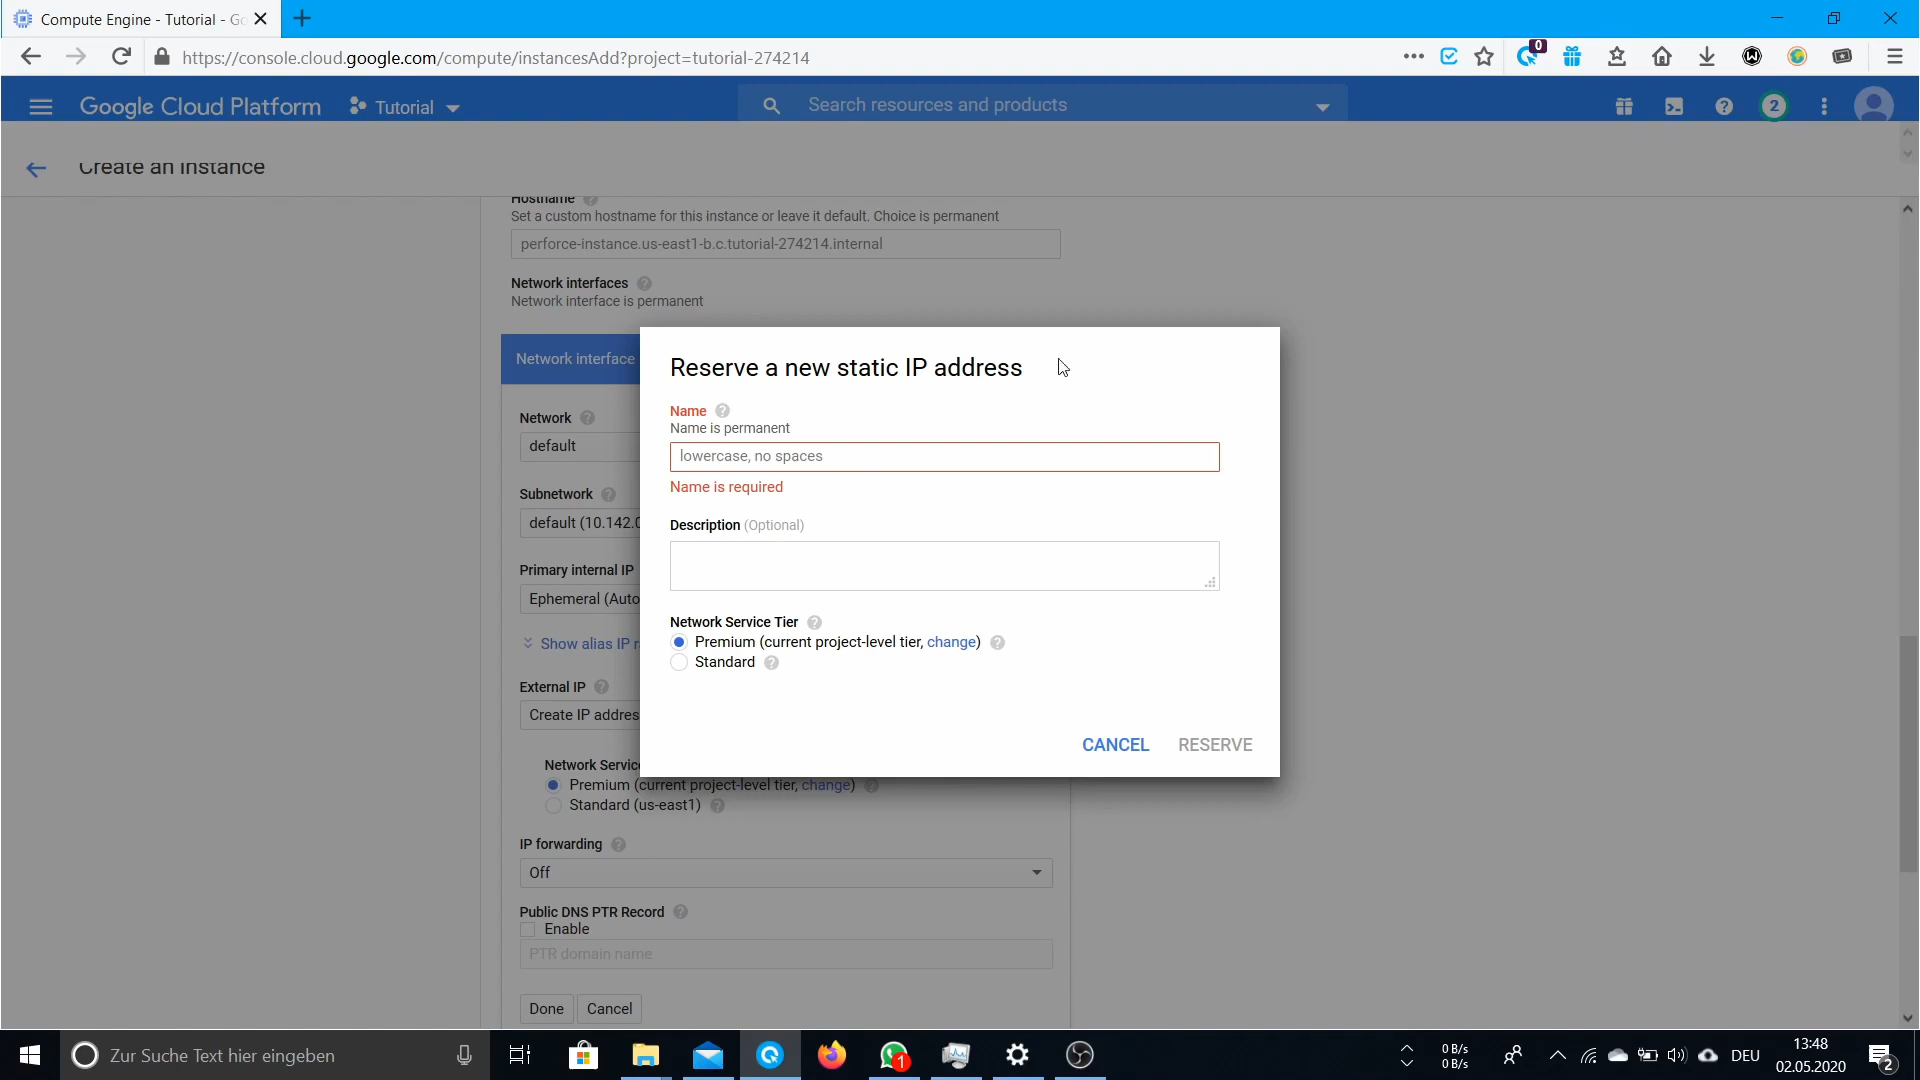 Compute Engine - Tutorial - Go
https://console.cloud.google.com/compute/instancesAdd?project=tutorial-274214
0
Google Cloud Platform
Tutorial
Search resources and products
2
Create an instance
Hostname
Set a custom hostname for this instance or leave it default. Choice is permanent
perforce-instance.us-east1-b.c.tutorial-274214.internal
Network interfaces
Network interface is permanent
Network interface
Reserve a new static IP address
Name
Name is permanent
lowercase, no spaces
Name is required
Description (Optional)
Network Service Tier
Premium (current project-level tier, change)
Standard
CANCEL
RESERVE
Network
default
Subnetwork
default (10.142.0
Primary internal IP
Ephemeral (Auto
Show alias IP r
External IP
Create IP addres
Network Servic
Premium (current project-level tier, change)
Standard (us-east1)
IP forwarding
Off
Public DNS PTR Record
Enable
PTR domain name
Done
Cancel
Zur Suche Text hier eingeben
1
0 B/s
0 B/s
DEU
13:48
02.05.2020
2